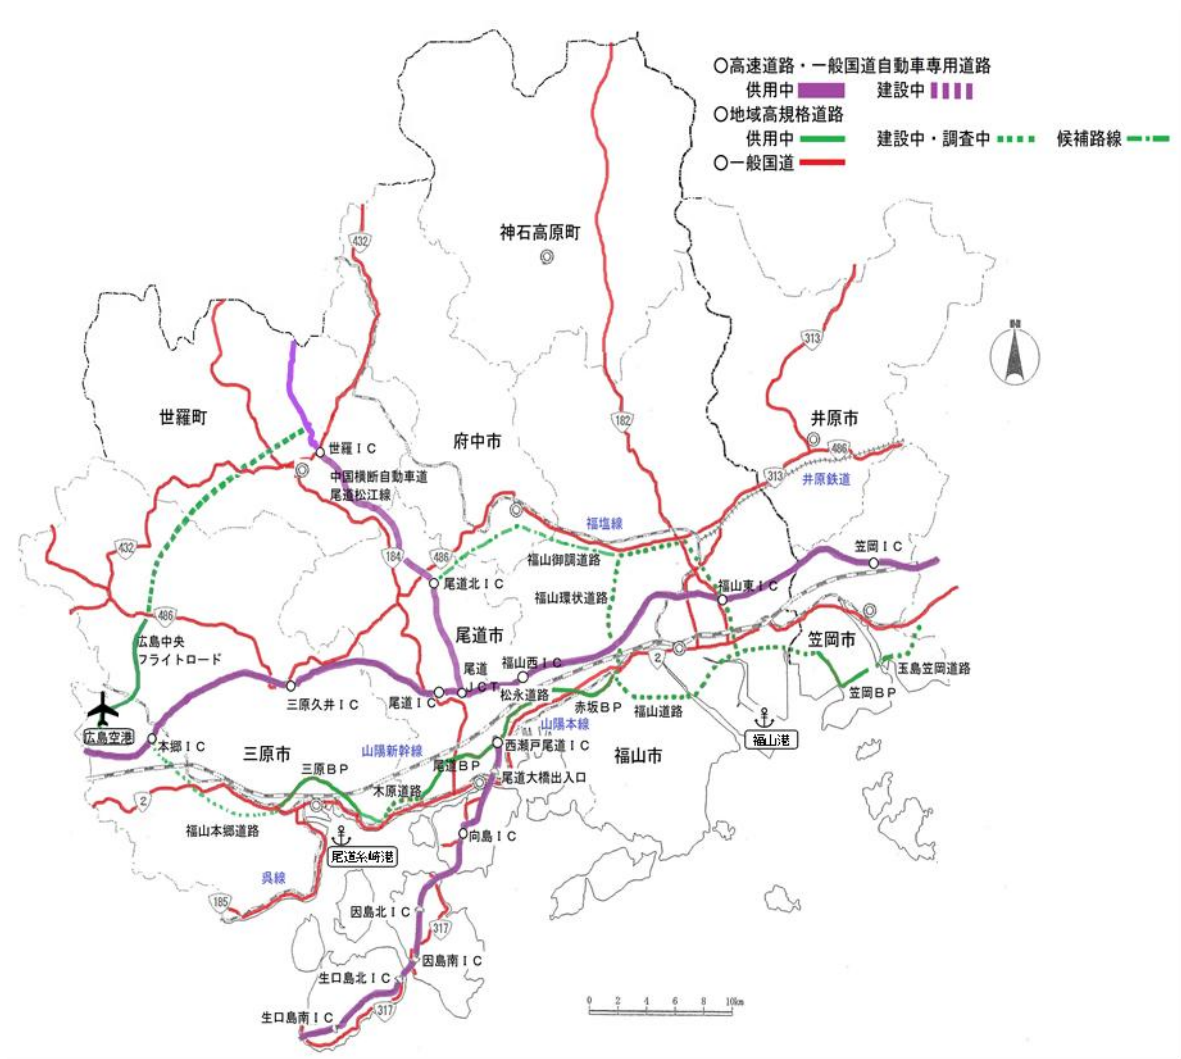 〇高速道路・一般国道自動車専用道路
供用中 建設中
〇地域高規格道路
供用中 建設中・調査中 候補路線
〇一般国道
神石高原町
432
N
313
世羅町
182
井原市
府中市
486
世羅ＩＣ
313
井原鉄道
中国横断自動車道
尾道松江線
福塩線
432
184
486
福山御調道路
笠岡ＩＣ
尾道北ＩＣ
福山東ＩＣ
福山環状道路
486
広島中央
フライトロード
尾道市
笠岡市
2
福山西ＩＣ
尾道
ＪＣＴ
玉島笠岡道路
松永道路
笠岡ＢＰ
三原久井ＩＣ
尾道ＩＣ
赤坂ＢＰ
福山道路
広島空港
山陽本線
福山港
本郷ＩＣ
三原市
山陽新幹線
西瀬戸尾道ＩＣ
福山市
三原ＢＰ
尾道ＢＰ
尾道大橋出入口
木原道路
2
福山本郷道路
向島ＩＣ
尾道糸崎港
呉線
185
因島北ＩＣ
317
因島南ＩＣ
生口島北ＩＣ
317
生口島南ＩＣ
0 2 4 6 8 10km